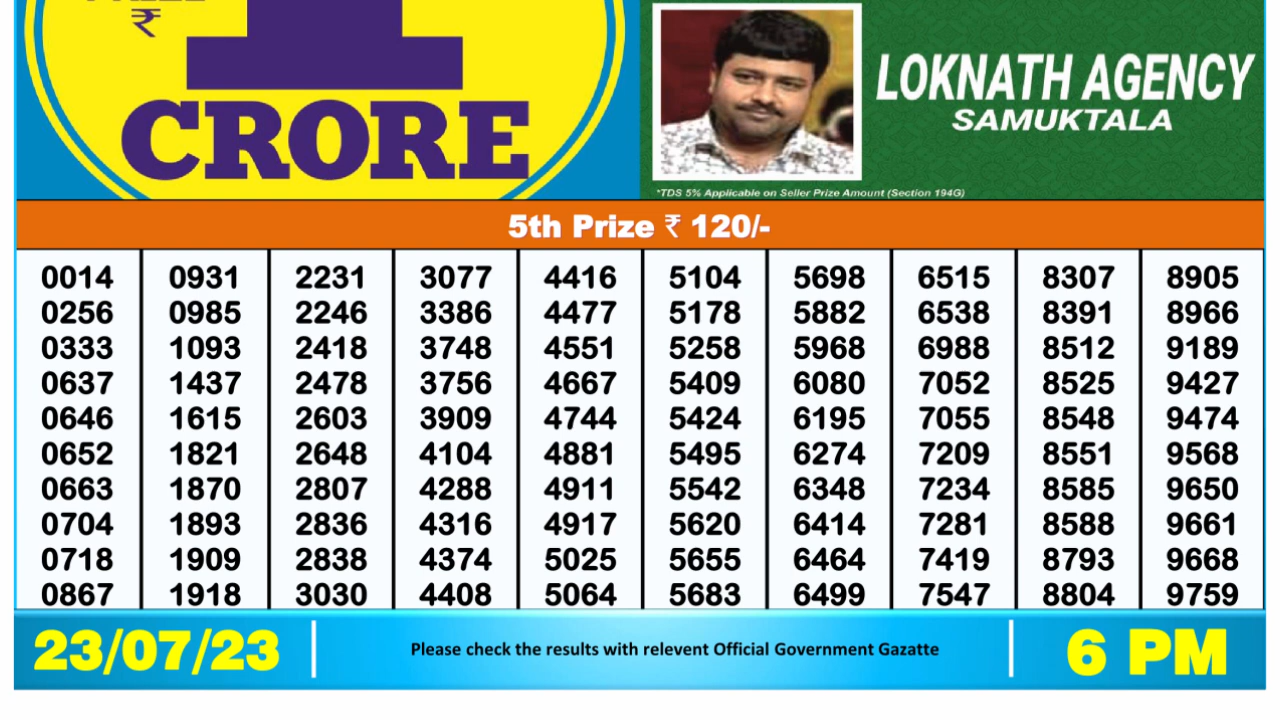 ₹
1
CRORE
LOKNATH AGENCY
SAMUKTALA
*TDS 5% Applicable on Seller Prize Amount (Section 194G)
5th Prize ₹ 120/-
0014 0931 2231 3077 4416 5104 5698 6515 8307 8905
0256 0985 2246 3386 4477 5178 5882 6538 8391 8966
0333 1093 2418 3748 4551 5258 5968 6988 8512 9189
0637 1437 2478 3756 4667 5409 6080 7052 8525 9427
0646 1615 2603 3909 4744 5424 6195 7055 8548 9474
0652 1821 2648 4104 4881 5495 6274 7209 8551 9568
0663 1870 2807 4288 4911 5542 6348 7234 8585 9650
0704 1893 2836 4316 4917 5620 6414 7281 8588 9661
0718 1909 2838 4374 5025 5655 6464 7419 8793 9668
0867 1918 3030 4408 5064 5683 6499 7547 8804 9759
23/07/23 Please check the results with relevent Official Government Gazatte 6 PM